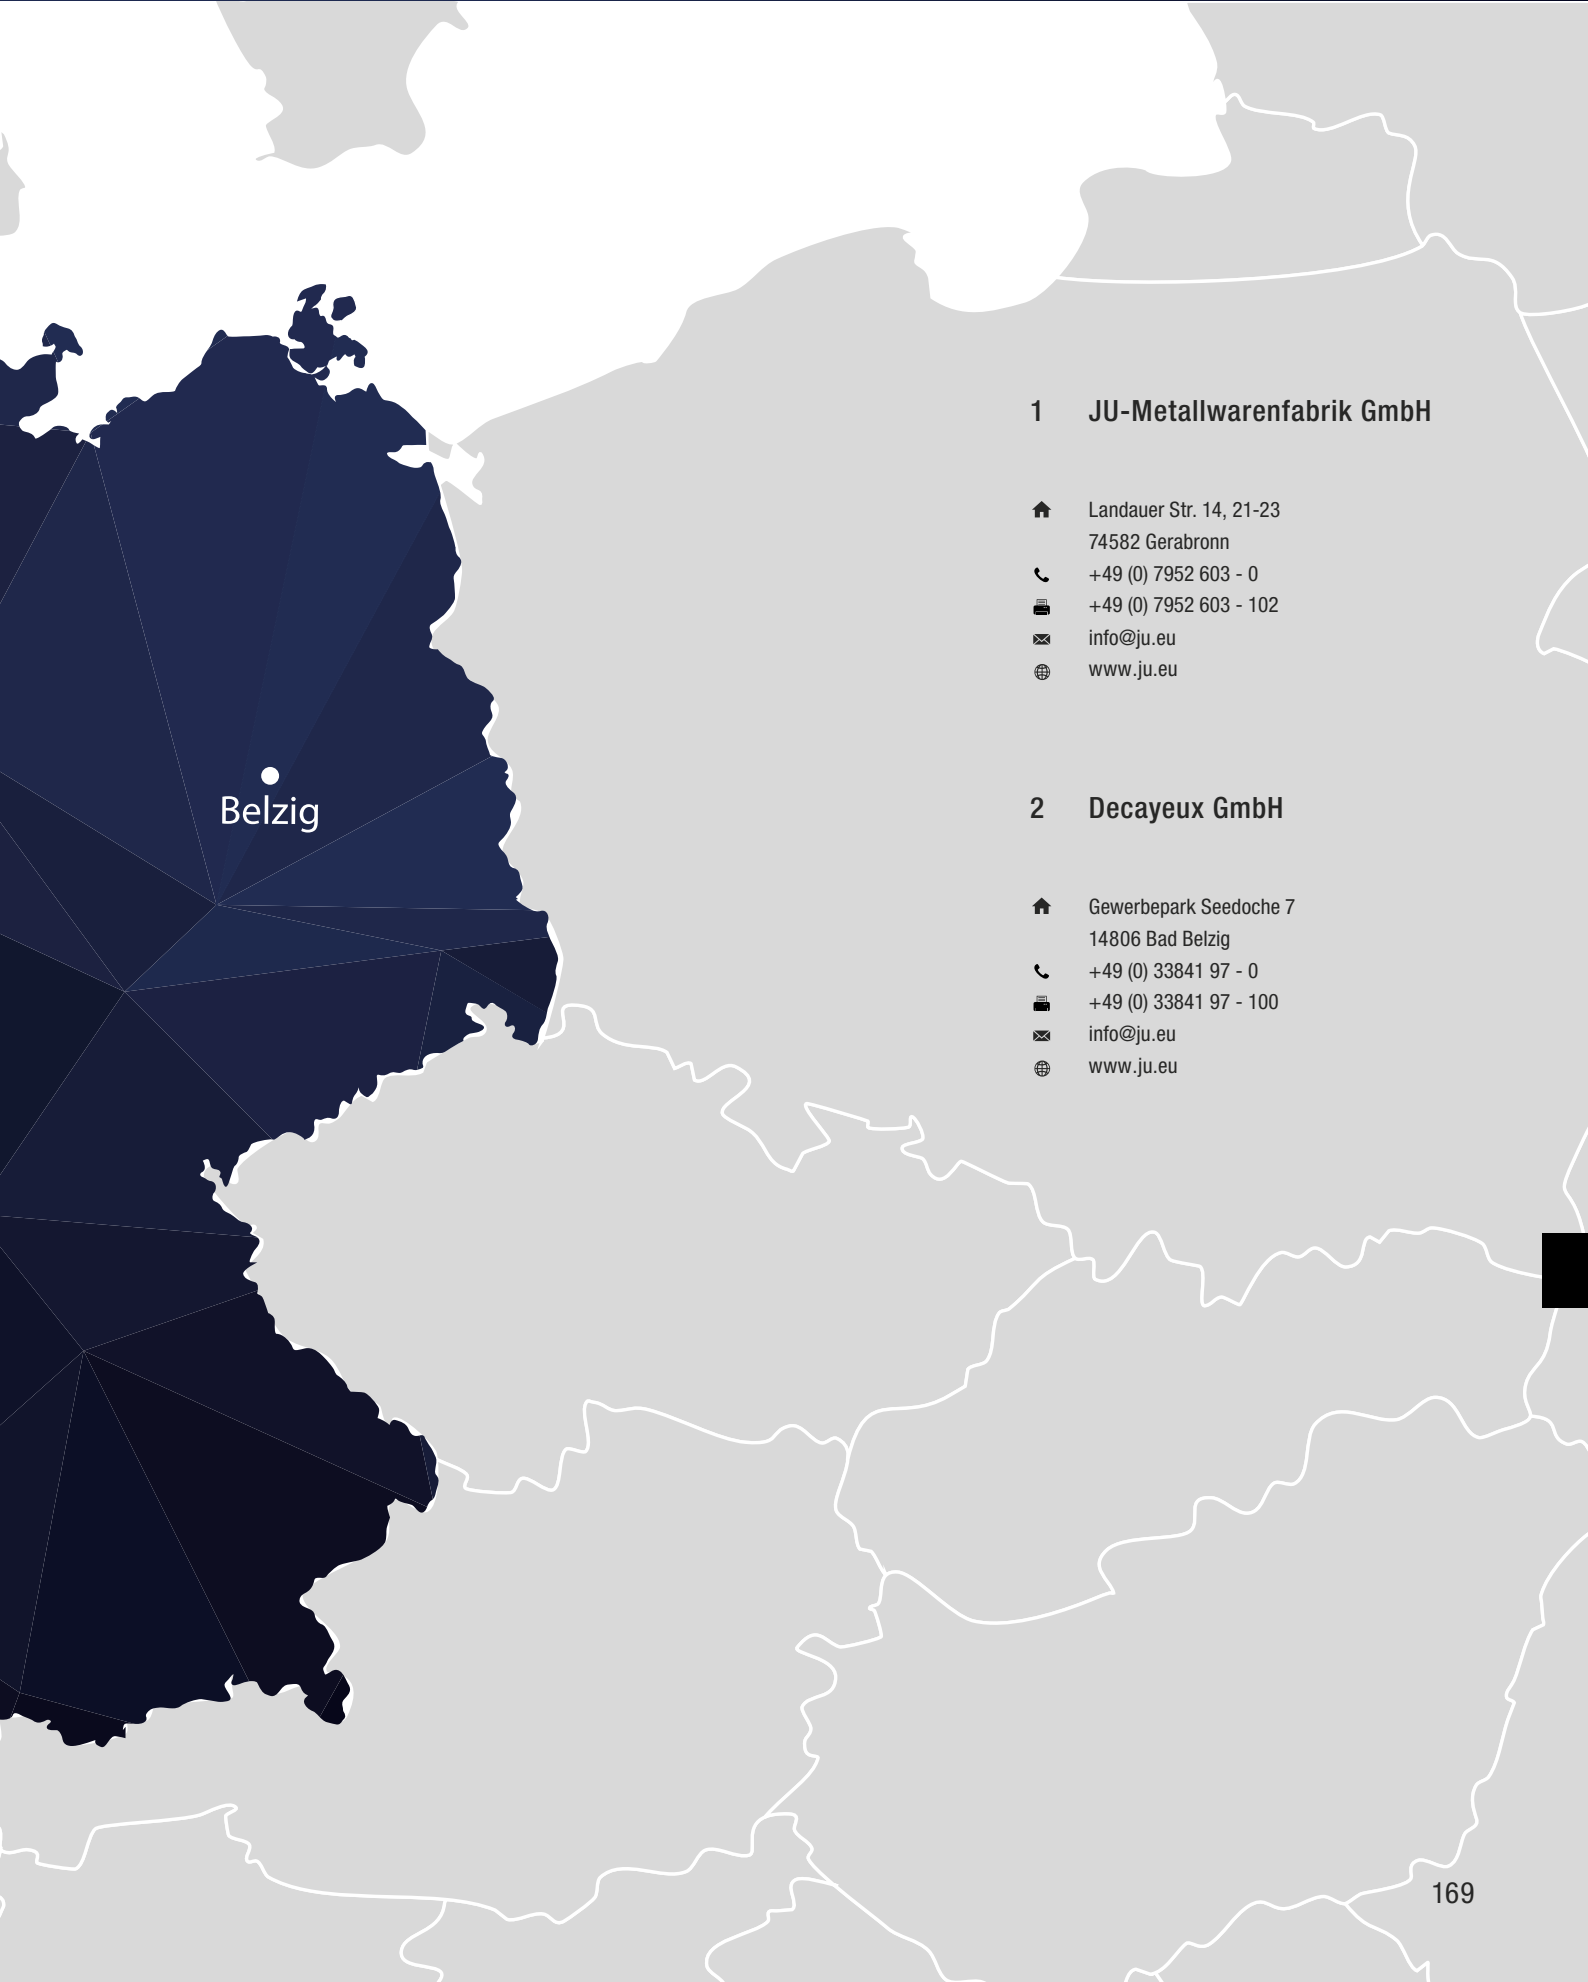 1 JU-Metallwarenfabrik GmbH
Landauer Str. 14, 21-23
74582 Gerabronn
+49 (0) 7952 603 - 0
+49 (0) 7952 603 - 102
info@ju.eu
www.ju.eu
Belzig
2 Decayeux GmbH
Gewerbepark Seedoche 7
14806 Bad Belzig
+49 (0) 33841 97 - 0
+49 (0) 33841 97 - 100
info@ju.eu
www.ju.eu
169